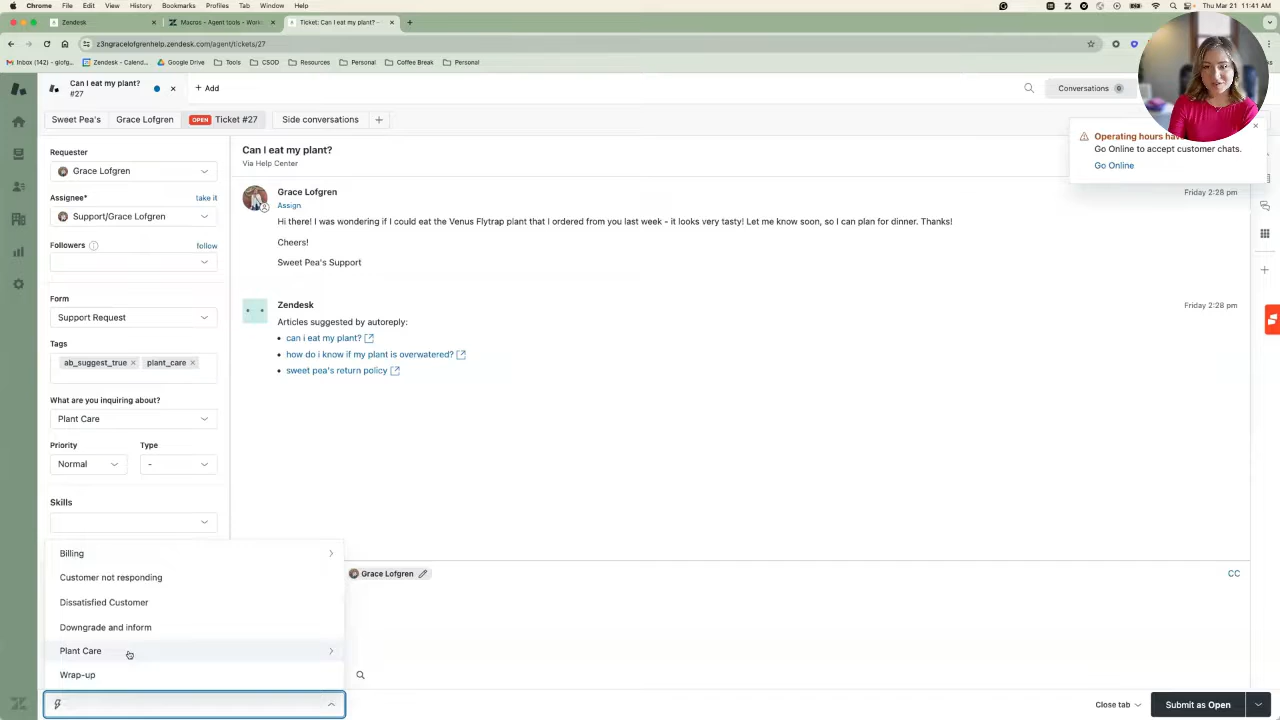 Chrome File Edit View History Bookmarks Profiles Tab Window Help
Thu Mar 21 11:41 AM
Zendesk
Macros – Agent tools – Work
Ticket: Can I eat my plant? –
z3ngracelofgrenhelp.zendesk.com/agent/tickets/27
Zendesk - Calend...
Google Drive
Tools
CSOD
Resources
Personal
Coffee Break
Personal
Can I eat my plant?
#27
+ Add
Conversations 0
Sweet Pea's
Grace Lofgren
OPEN Ticket #27
Side conversations
Go Online to accept customer chats.
Go Online
Requester
Grace Lofgren
Assignee*
take it
Support/Grace Lofgren
Followers
follow
Form
Support Request
Tags
ab_suggest_true
plant_care
What are you inquiring about?
Plant Care
Priority
Type
Normal
-
Skills
Billing
Customer not responding
Dissatisfied Customer
Downgrade and inform
Plant Care
Wrap-up
Can I eat my plant?
Via Help Center
Grace Lofgren
Friday 2:28 pm
Assign
Hi there! I was wondering if I could eat the Venus Flytrap plant that I ordered from you last week - it looks very tasty! Let me know soon, so I can plan for dinner. Thanks!
Cheers!
Sweet Pea's Support
Zendesk
Friday 2:28 pm
Articles suggested by autoreply:
can i eat my plant?
how do i know if my plant is overwatered?
sweet pea's return policy
Grace Lofgren
CC
Close tab
Submit as Open